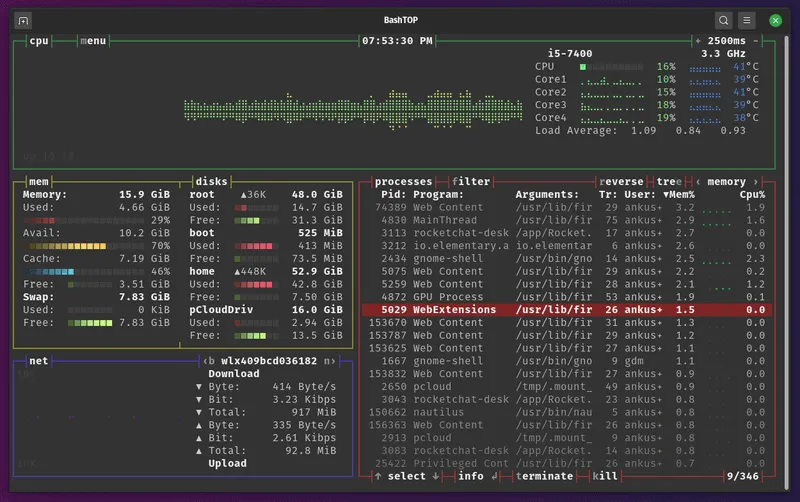 BashTOP
cpu menu 07:53:30 PM + 2500ms -
i5-7400 3.3 GHz
CPU 16% 41°C
Core1 10% 39°C
Core2 15% 41°C
Core3 18% 39°C
Core4 19% 38°C
Load Average: 1.09 0.84 0.93
mem disks
Memory: 15.9 GiB
Used: 4.66 GiB
29%
Avail: 10.2 GiB
70%
Cache: 7.19 GiB
46%
Free: 3.51 GiB
Swap: 7.83 GiB
Used: 0 KiB
Free: 7.83 GiB
root ▲36K 48.0 GiB
Used: 14.7 GiB
Free: 31.3 GiB
boot 525 MiB
Used: 413 MiB
Free: 73.5 MiB
home ▲448K 52.9 GiB
Used: 42.8 GiB
Free: 7.50 GiB
pCloudDriv 16.0 GiB
Used: 2.94 GiB
Free: 13.5 GiB
net ‹b wlx409bcd036182 n›
Download
▼ Byte: 414 Byte/s
▼ Bit: 3.23 Kibps
▼ Total: 917 MiB
▲ Byte: 335 Byte/s
▲ Bit: 2.61 Kibps
▲ Total: 92.8 MiB
Upload
processes filter reverse tree ‹ memory ›
Pid: Program: Arguments: Tr: User: ▼Mem% Cpu%
74389 Web Content /usr/lib/fir 29 ankus+ 3.2 1.9
4830 MainThread /usr/lib/fir 75 ankus+ 2.9 1.6
3113 rocketchat-desk /app/Rocket. 17 ankus+ 2.7 0.0
3212 io.elementary.a io.elementar 6 ankus+ 2.6 0.0
2434 gnome-shell /usr/bin/gno 14 ankus+ 2.5 2.3
5075 Web Content /usr/lib/fir 29 ankus+ 2.2 0.2
5259 Web Content /usr/lib/fir 28 ankus+ 2.1 1.2
4872 GPU Process /usr/lib/fir 53 ankus+ 1.9 0.1
5029 WebExtensions /usr/lib/fir 26 ankus+ 1.5 0.0
153670 Web Content /usr/lib/fir 31 ankus+ 1.3 0.0
153787 Web Content /usr/lib/fir 29 ankus+ 1.2 0.0
153625 Web Content /usr/lib/fir 27 ankus+ 1.1 0.0
1667 gnome-shell /usr/bin/gno 9 gdm 1.1 0.0
153832 Web Content /usr/lib/fir 27 ankus+ 0.9 0.0
2650 pcloud /tmp/.mount_ 49 ankus+ 0.9 0.0
3043 rocketchat-desk /app/Rocket. 23 ankus+ 0.8 0.0
150662 nautilus /usr/bin/nau 5 ankus+ 0.8 0.0
156363 Web Content /usr/lib/fir 26 ankus+ 0.8 0.0
2913 pcloud /tmp/.mount_ 23 ankus+ 0.8 0.0
3083 rocketchat-desk /app/Rocket. 14 ankus+ 0.8 0.0
25422 Privileged Cont /usr/lib/fir 26 ankus+ 0.7 0.0
↑ select ↓ info ↲ terminate kill 9/346